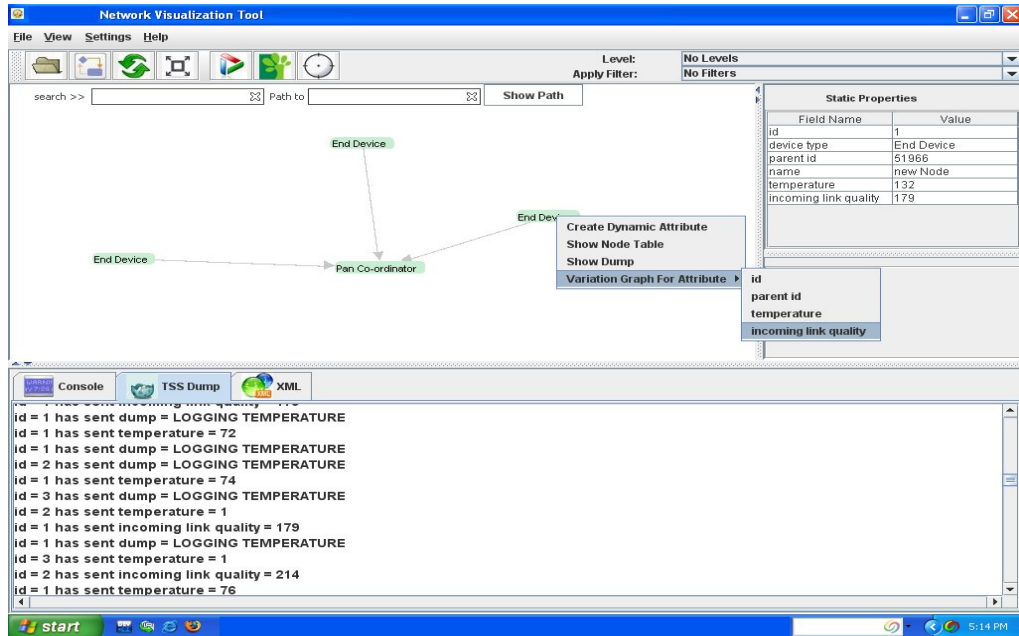 Network Visualization Tool
File View Settings Help
Level: No Levels
Apply Filter: No Filters
search >> Path to Show Path
Static Properties
Field Name Value
id 1
device type End Device
parent id 51966
name new Node
temperature 132
incoming link quality 179
End Device
End Dev
End Device
Pan Co-ordinator
Create Dynamic Attribute
Show Node Table
Show Dump
Variation Graph For Attribute
id
parent id
temperature
incoming link quality
Console TSS Dump XML
id = 1 has sent incoming link quality =
id = 1 has sent dump = LOGGING TEMPERATURE
id = 1 has sent temperature = 72
id = 1 has sent dump = LOGGING TEMPERATURE
id = 2 has sent dump = LOGGING TEMPERATURE
id = 1 has sent temperature = 74
id = 3 has sent dump = LOGGING TEMPERATURE
id = 2 has sent temperature = 1
id = 1 has sent incoming link quality = 179
id = 1 has sent dump = LOGGING TEMPERATURE
id = 3 has sent temperature = 1
id = 2 has sent incoming link quality = 214
id = 1 has sent temperature = 76
start 5:14 PM